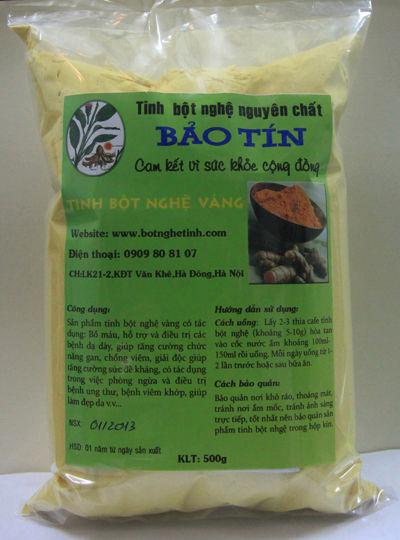 Tinh bột nghệ nguyên chất
BẢO TÍN
Cam kết vì sức khỏe cộng đồng
TINH BỘT NGHỆ VÀNG
Website: www.botnghetinh.com
Điện thoại: 0909 80 81 07
CH:LK21-2,KĐT Văn Khê,Hà Đông,Hà Nội
Công dụng:
Sản phẩm tinh bột nghệ vàng có tác
dụng: Bổ máu, hỗ trợ và điều trị các
bệnh dạ dày, giúp tăng cường chức
năng gan, chống viêm, giải độc giúp
tăng cường sức đề kháng, có tác dụng
trong việc phòng ngừa và điều trị
bệnh ung thư, bệnh viêm khớp, giúp
làm đẹp da v.v...
NSX: 01/2013
HSD: 01 năm từ ngày sản xuất
Hướng dẫn sử dụng:
Cách uống: Lấy 2-3 thìa cafe tinh
bột nghệ (khoảng 5-10g) hòa tan
vào cốc nước ấm khoảng 100ml-
150ml rồi uống. Mỗi ngày uống từ 1-
2 lần trước hoặc sau bữa ăn.
Cách bảo quản:
Bảo quản nơi khô ráo, thoáng mát,
tránh nơi ẩm mốc, tránh ánh sáng
trực tiếp, tốt nhất nên bảo quản sản
phẩm tinh bột nhgệ trong hộp kín.
KLT: 500g